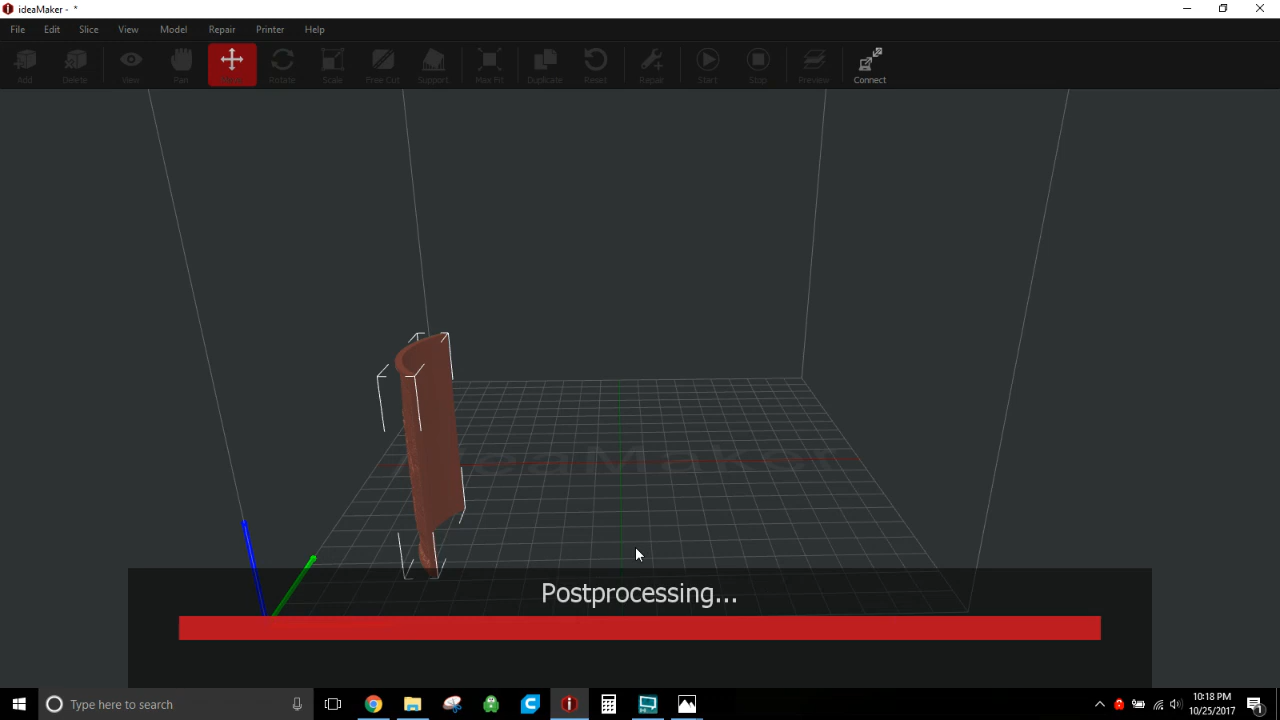 ideaMaker - *
File Edit Slice View Model Repair Printer Help
Add Delete View Pan Move Rotate Scale Free Cut Support Max Fit Duplicate Reset Repair Start Stop Preview Connect
ideaMaker
Postprocessing...
Type here to search
10:18 PM
10/25/2017
1